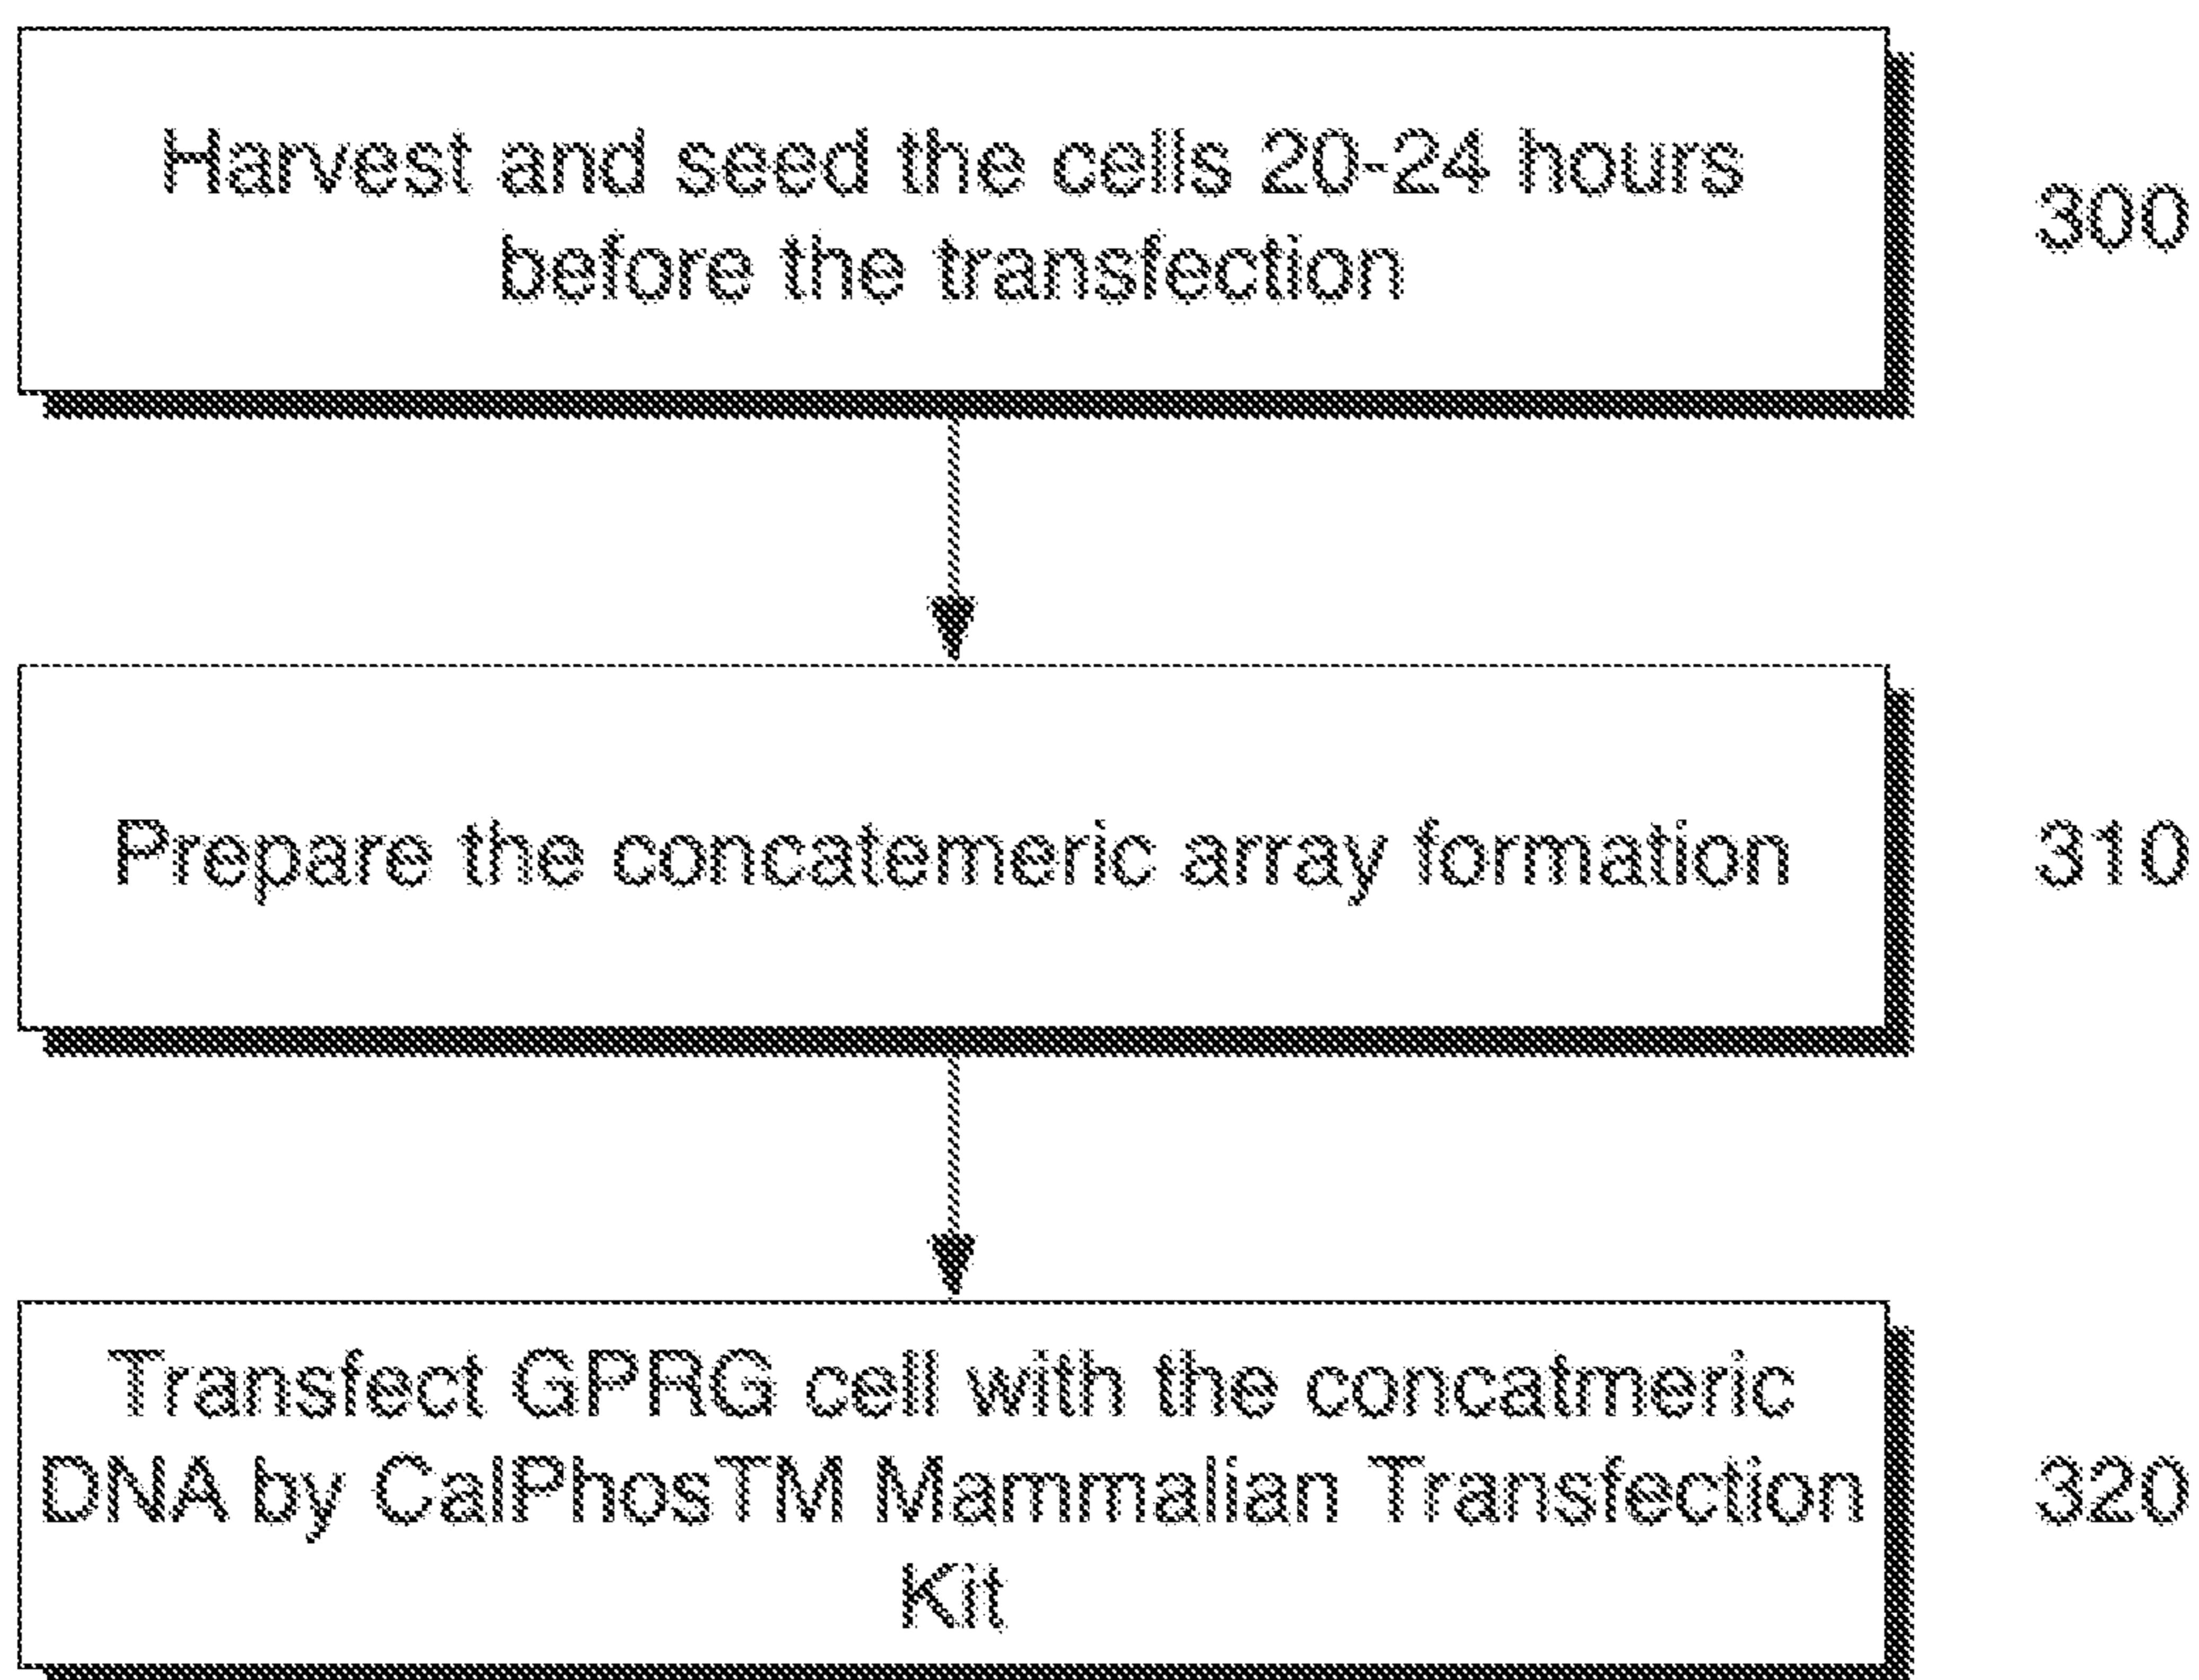 Harvest and seed the cells 20-24 hours
before the transfection
300
Prepare the concatemeric array formation
310
Transfect GPRG cell with the concatmeric
DNA by CalPhosTM Mammalian Transfection
Kit
320